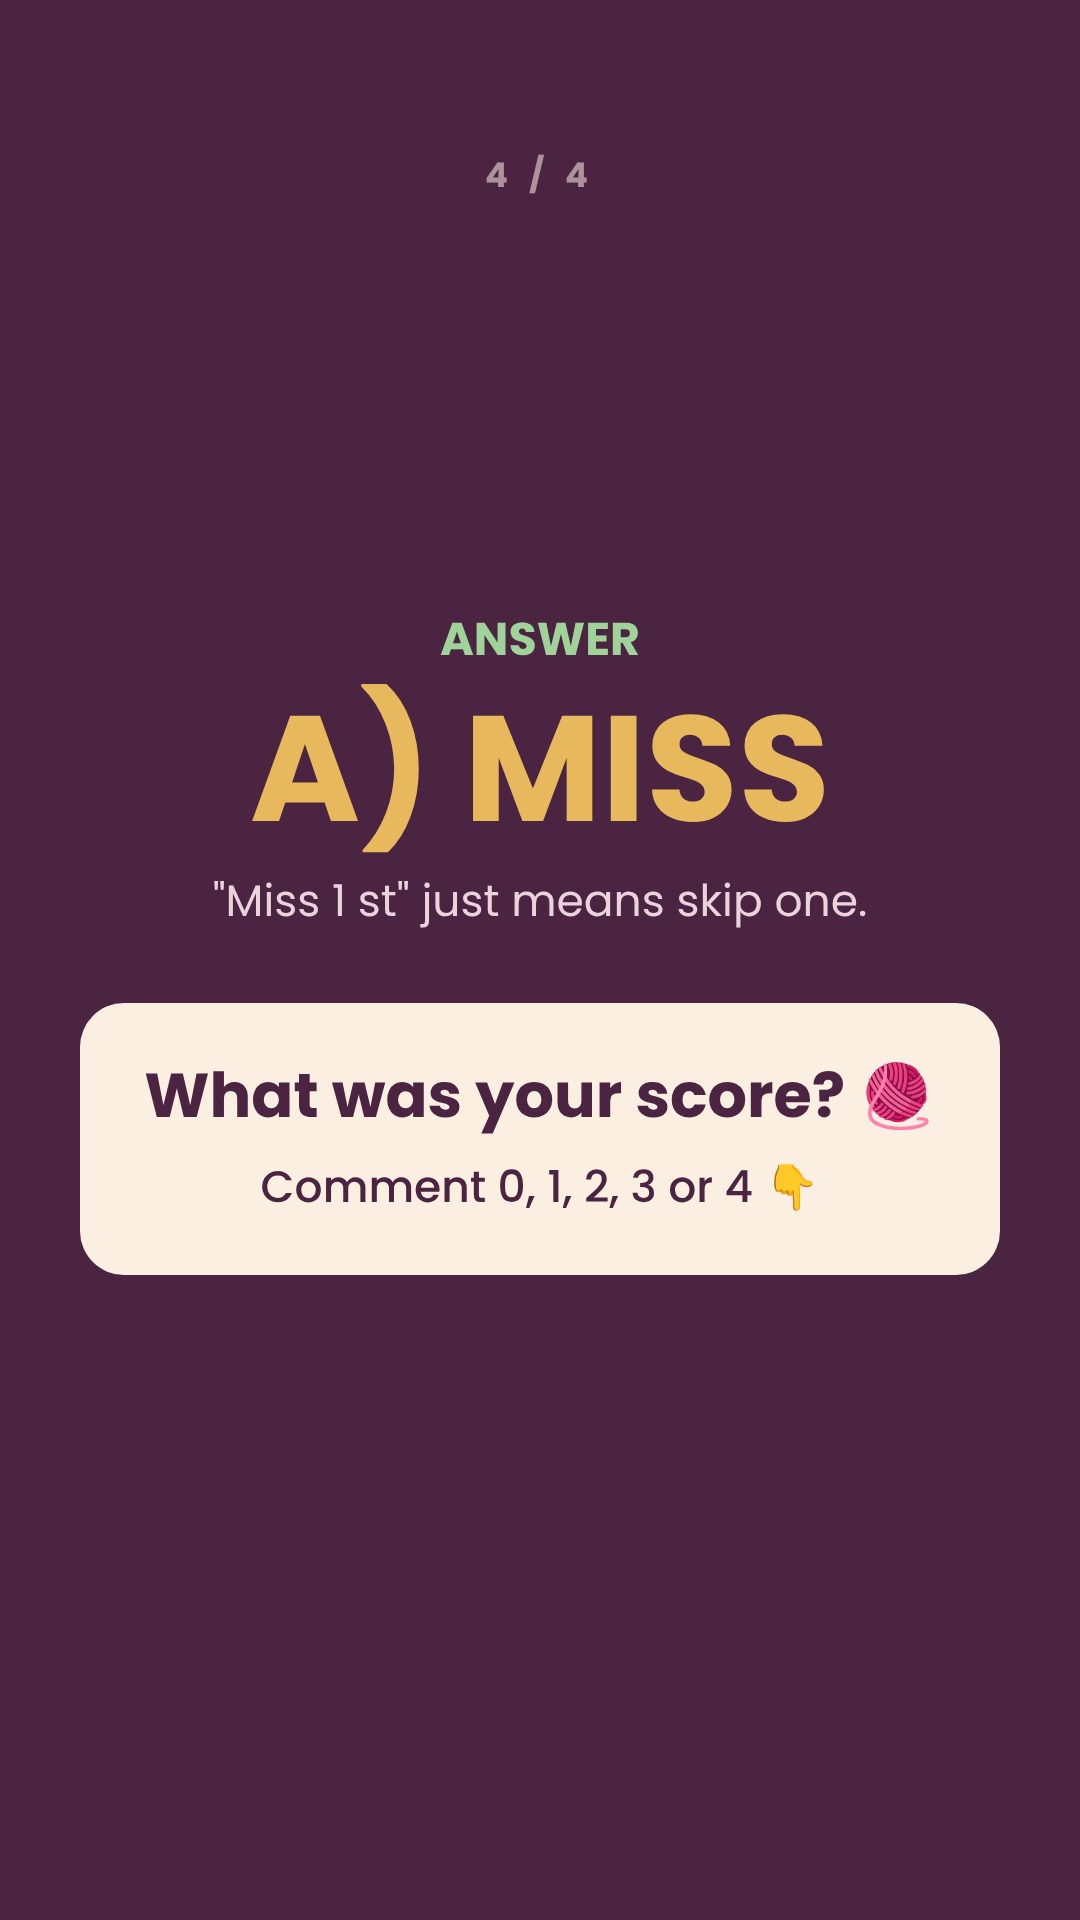 4 / 4
ANSWER
A) MISS
"Miss 1 st" just means skip one.
What was your score? 🧶
Comment 0, 1, 2, 3 or 4 👇